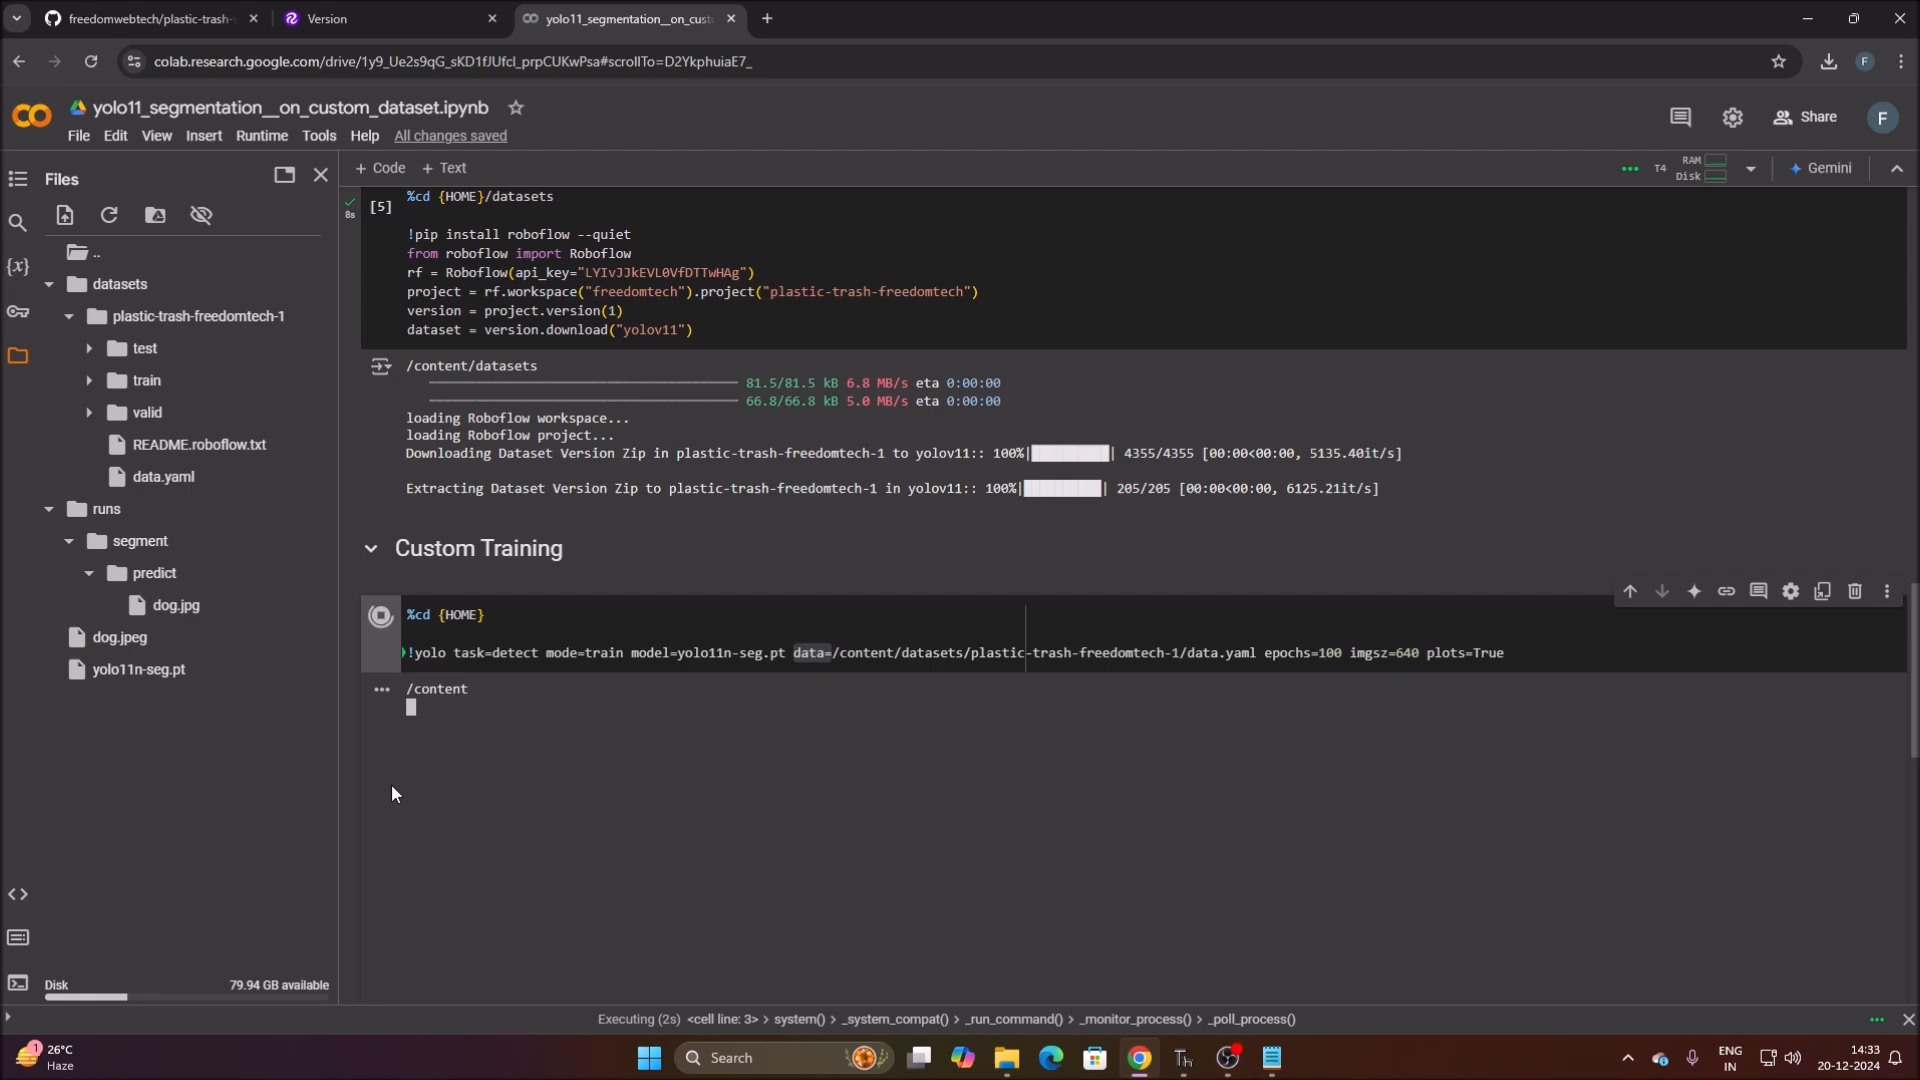 freedomwebtech/plastic-trash-
Version
yolo11_segmentation__on_cust
colab.research.google.com/drive/1y9_Ue2s9qG_sKD1fJUfcl_prpCUKwPsa#scrollTo=D2YkphuiaE7_
F
yolo11_segmentation__on_custom_dataset.ipynb
File Edit View Insert Runtime Tools Help All changes saved
Share
F
Files
+ Code + Text
T4
RAM
Disk
Gemini
..
datasets
plastic-trash-freedomtech-1
test
train
valid
README.roboflow.txt
data.yaml
runs
segment
predict
dog.jpg
dog.jpeg
yolo11n-seg.pt
Disk 79.94 GB available
8s
[5]
%cd {HOME}/datasets
!pip install roboflow --quiet
from roboflow import Roboflow
rf = Roboflow(api_key="LYIvJJkEVL0VfDTTwHAg")
project = rf.workspace("freedomtech").project("plastic-trash-freedomtech")
version = project.version(1)
dataset = version.download("yolov11")
/content/datasets
81.5/81.5 kB 6.8 MB/s eta 0:00:00
66.8/66.8 kB 5.0 MB/s eta 0:00:00
loading Roboflow workspace...
loading Roboflow project...
Downloading Dataset Version Zip in plastic-trash-freedomtech-1 to yolov11:: 100%|██████████| 4355/4355 [00:00<00:00, 5135.40it/s]
Extracting Dataset Version Zip to plastic-trash-freedomtech-1 in yolov11:: 100%|██████████| 205/205 [00:00<00:00, 6125.21it/s]
Custom Training
%cd {HOME}
!yolo task=detect mode=train model=yolo11n-seg.pt data=/content/datasets/plastic-trash-freedomtech-1/data.yaml epochs=100 imgsz=640 plots=True
/content
Executing (2s) <cell line: 3> > system() > _system_compat() > _run_command() > _monitor_process() > _poll_process()
1
26°C
Haze
Search
ENG
IN
14:33
20-12-2024